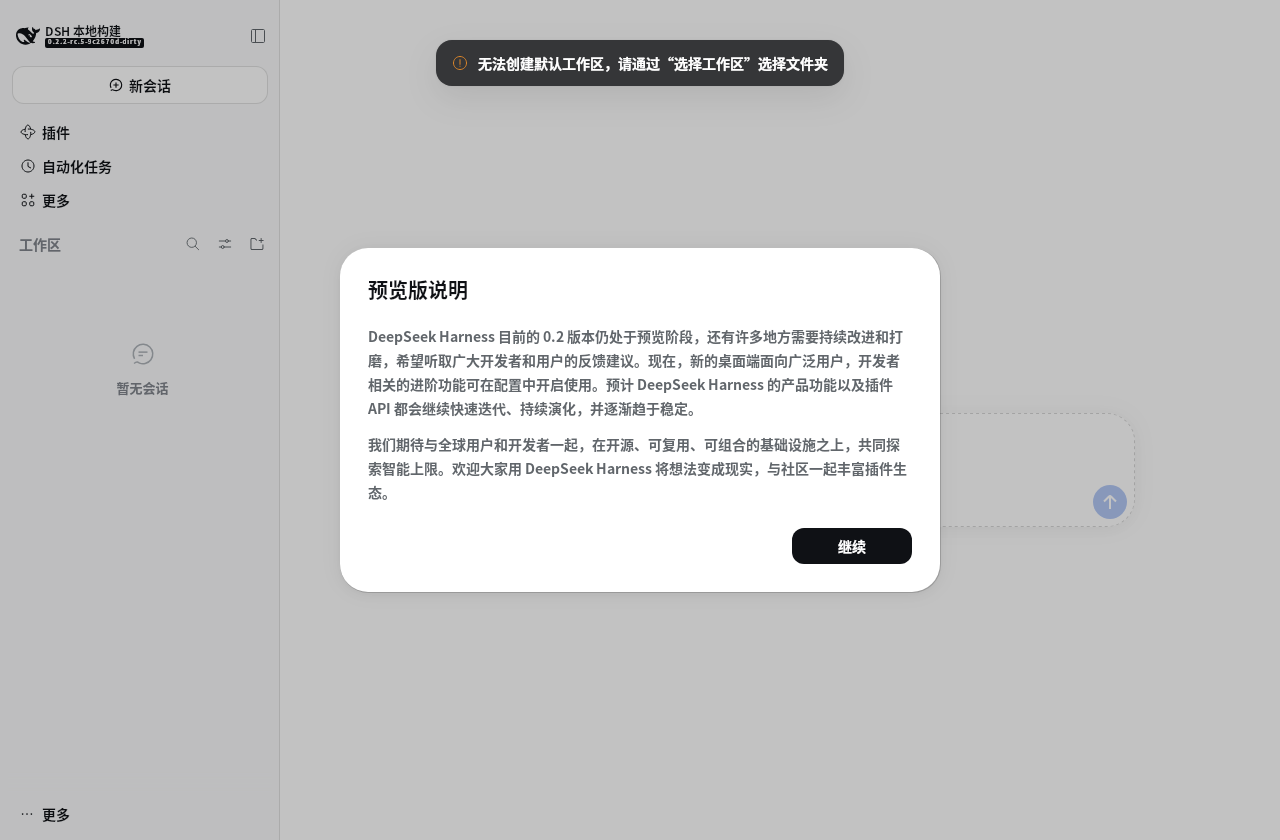 DSH 本地构建
0.2.2-rc.5-9c2670d-dirty
新会话
插件
自动化任务
更多
工作区
暂无会话
更多
无法创建默认工作区，请通过“选择工作区”选择文件夹
预览版说明
DeepSeek Harness 目前的 0.2 版本仍处于预览阶段，还有许多地方需要持续改进和打
磨，希望听取广大开发者和用户的反馈建议。现在，新的桌面端面向广泛用户，开发者
相关的进阶功能可在配置中开启使用。预计 DeepSeek Harness 的产品功能以及插件
API 都会继续快速迭代、持续演化，并逐渐趋于稳定。
我们期待与全球用户和开发者一起，在开源、可复用、可组合的基础设施之上，共同探
索智能上限。欢迎大家用 DeepSeek Harness 将想法变成现实，与社区一起丰富插件生
态。
继续